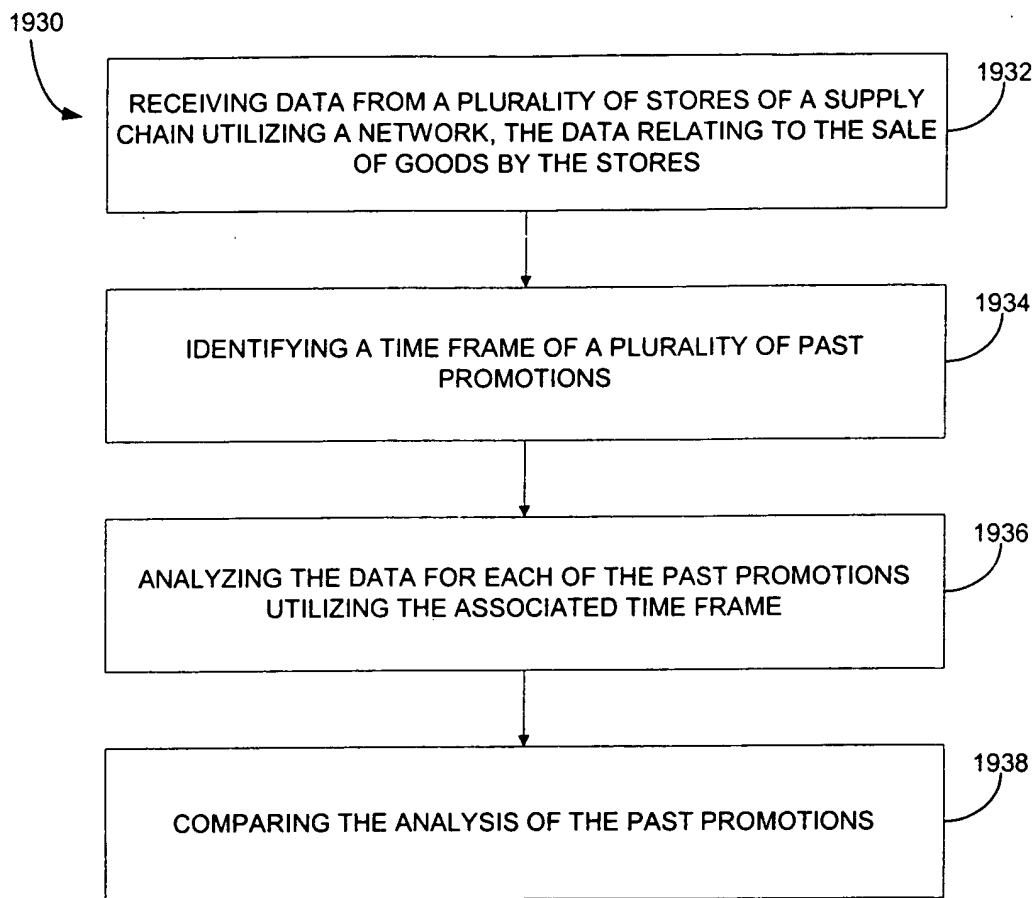 1930
1932
RECEIVING DATA FROM A PLURALITY OF STORES OF A SUPPLY
CHAIN UTILIZING A NETWORK, THE DATA RELATING TO THE SALE
OF GOODS BY THE STORES
1934
IDENTIFYING A TIME FRAME OF A PLURALITY OF PAST
PROMOTIONS
1936
ANALYZING THE DATA FOR EACH OF THE PAST PROMOTIONS
UTILIZING THE ASSOCIATED TIME FRAME
1938
COMPARING THE ANALYSIS OF THE PAST PROMOTIONS